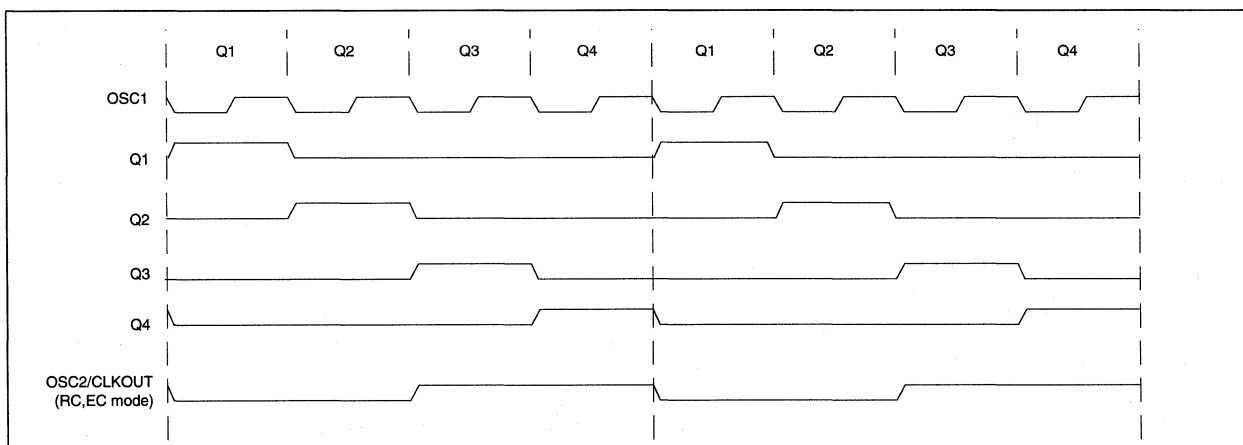 Q1 Q2 Q3 Q4 Q1 Q2 Q3 Q4
OSC1
Q1
Q2
Q3
Q4
OSC2/CLKOUT
(RC,EC mode)